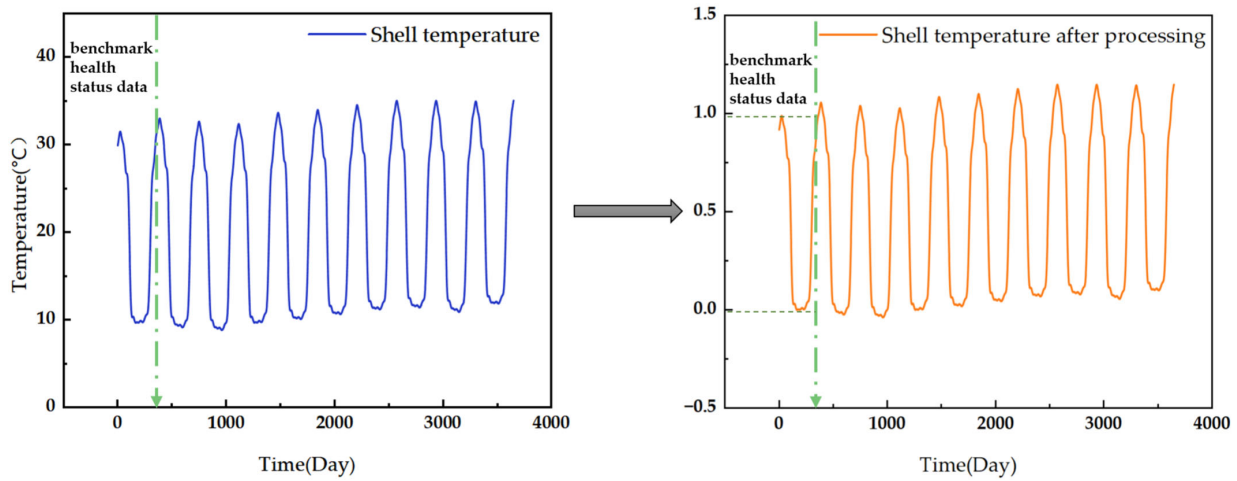 Shell temperature
benchmark
health
status data
40
30
20
10
0
Temperature(°C)
0
1000
2000
3000
4000
Time(Day)
Shell temperature after processing
benchmark
health
status data
1.5
1.0
0.5
0.0
−0.5
0
1000
2000
3000
4000
Time(Day)